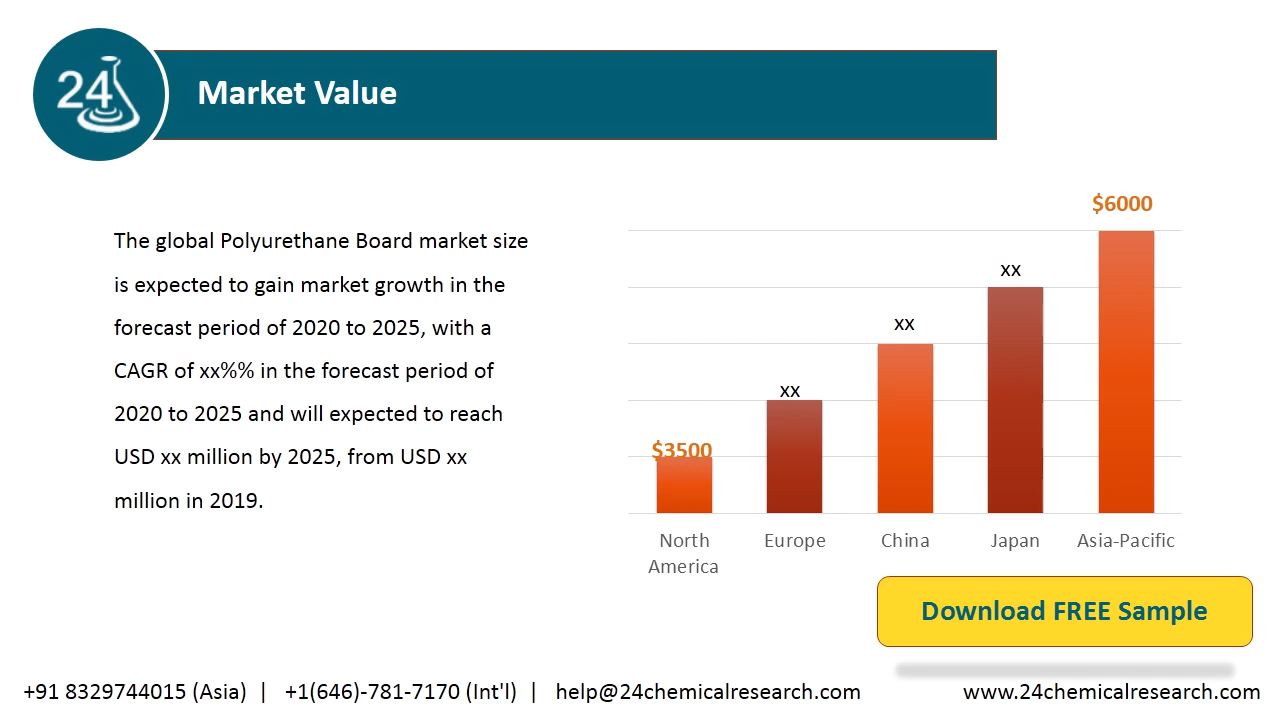 24
Market Value
The global Polyurethane Board market size
is expected to gain market growth in the
forecast period of 2020 to 2025, with a
CAGR of xx%% in the forecast period of
2020 to 2025 and will expected to reach
USD xx million by 2025, from USD xx
million in 2019.
$3500
xx
xx
xx
$6000
North
America
Europe
China
Japan
Asia-Pacific
Download FREE Sample
+91 8329744015 (Asia) | +1(646)-781-7170 (Int'l) | help@24chemicalresearch.com www.24chemicalresearch.com